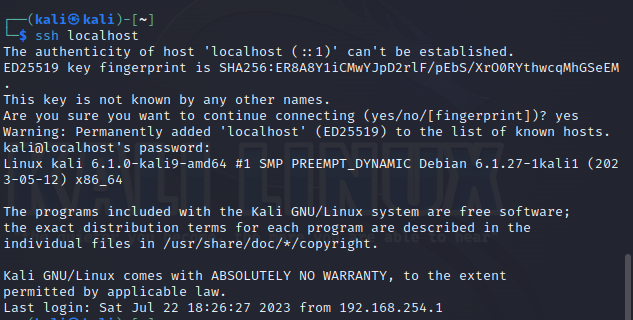 ┌──(kali㉿kali)-[~]
└─$ ssh localhost
The authenticity of host 'localhost (::1)' can't be established.
ED25519 key fingerprint is SHA256:ER8A8Y1iCMwYJpD2rlF/pEbS/XrO0RYthwcqMhGSeEM
.
This key is not known by any other names.
Are you sure you want to continue connecting (yes/no/[fingerprint])? yes
Warning: Permanently added 'localhost' (ED25519) to the list of known hosts.
kali@localhost's password:
Linux kali 6.1.0-kali9-amd64 #1 SMP PREEMPT_DYNAMIC Debian 6.1.27-1kali1 (202
3-05-12) x86_64
The programs included with the Kali GNU/Linux system are free software;
the exact distribution terms for each program are described in the
individual files in /usr/share/doc/*/copyright.
Kali GNU/Linux comes with ABSOLUTELY NO WARRANTY, to the extent
permitted by applicable law.
Last login: Sat Jul 22 18:26:27 2023 from 192.168.254.1